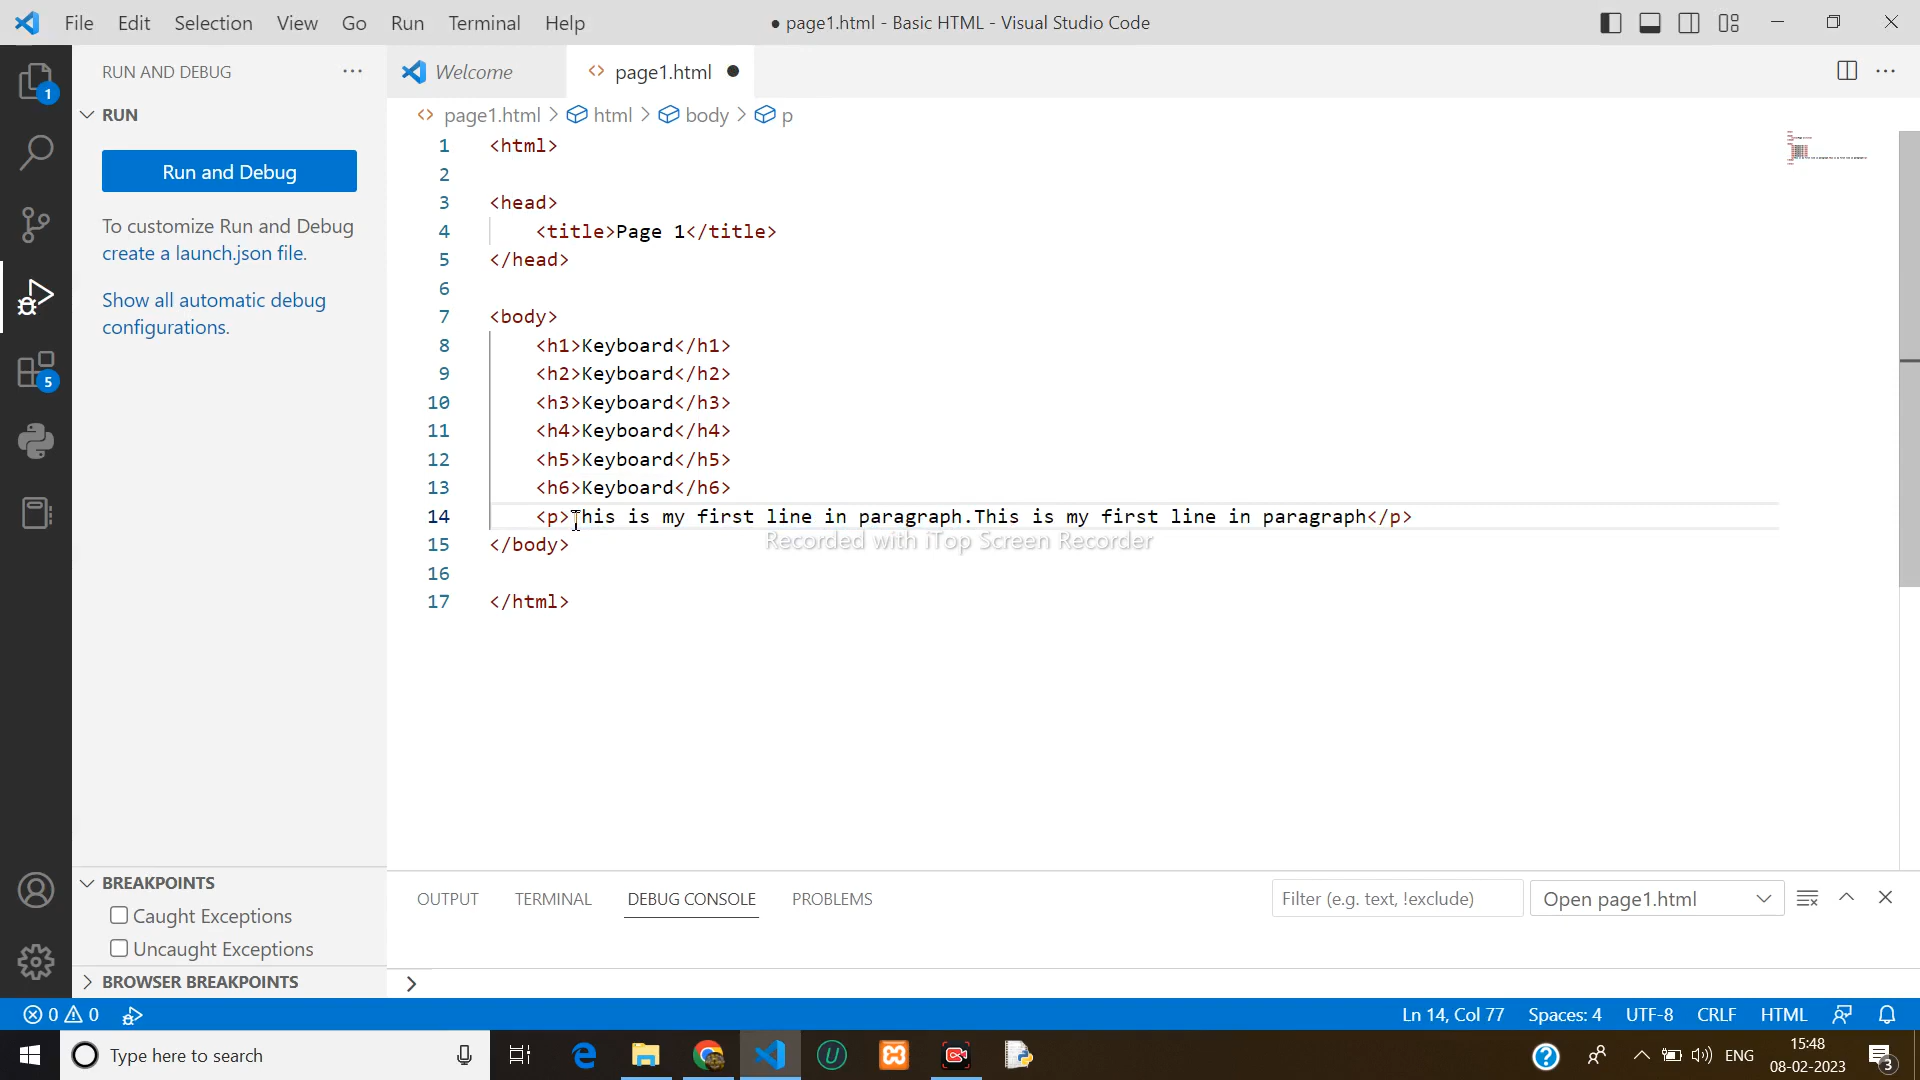 File Edit Selection View Go Run Terminal Help ● page1.html - Basic HTML - Visual Studio Code
RUN AND DEBUG ...
Welcome
page1.html ●
1
RUN
page1.html > html > body > p
Run and Debug
To customize Run and Debug
create a launch.json file.
Show all automatic debug
configurations.
5
1 <html>
2
3 <head>
4 <title>Page 1</title>
5 </head>
6
7 <body>
8 <h1>Keyboard</h1>
9 <h2>Keyboard</h2>
10 <h3>Keyboard</h3>
11 <h4>Keyboard</h4>
12 <h5>Keyboard</h5>
13 <h6>Keyboard</h6>
14 <p>This is my first line in paragraph.This is my first line in paragraph</p>
Recorded with iTop Screen Recorder
15 </body>
16
17 </html>
BREAKPOINTS
Caught Exceptions
Uncaught Exceptions
BROWSER BREAKPOINTS
OUTPUT TERMINAL DEBUG CONSOLE PROBLEMS
Filter (e.g. text, !exclude)
Open page1.html
0 0
Ln 14, Col 77 Spaces: 4 UTF-8 CRLF HTML
Type here to search
ENG
15:48
08-02-2023
3